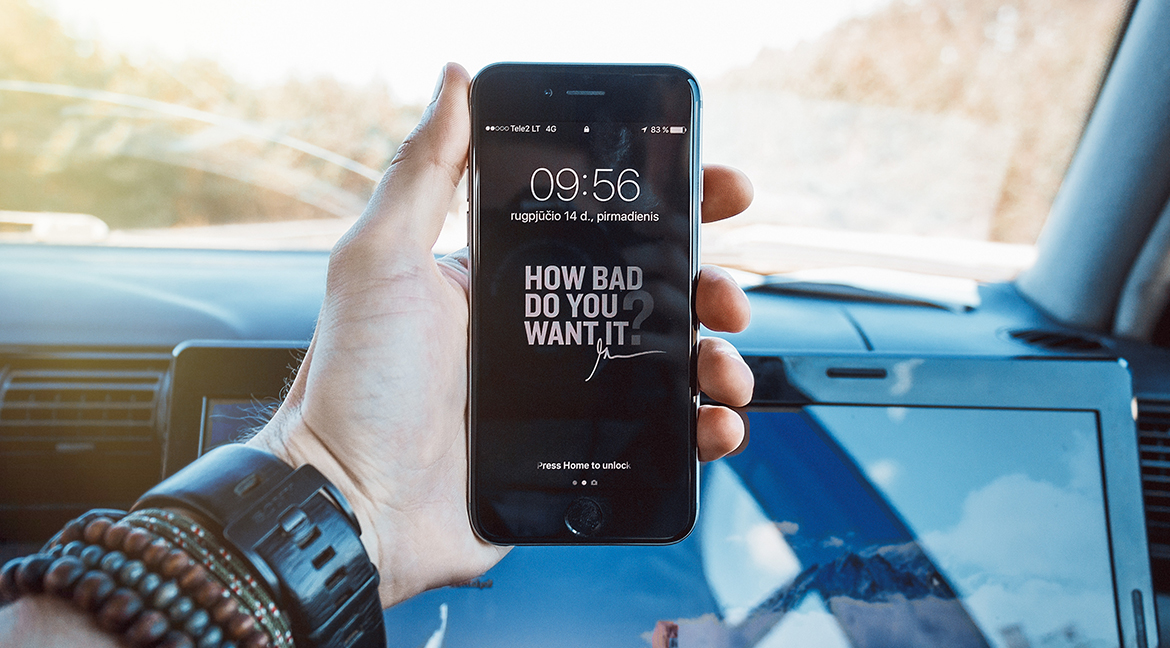 Tele2 LT 4G 83 %
09:56
rugpjūčio 14 d., pirmadienis
HOW BAD
DO YOU
WANT IT?
Press Home to unlock